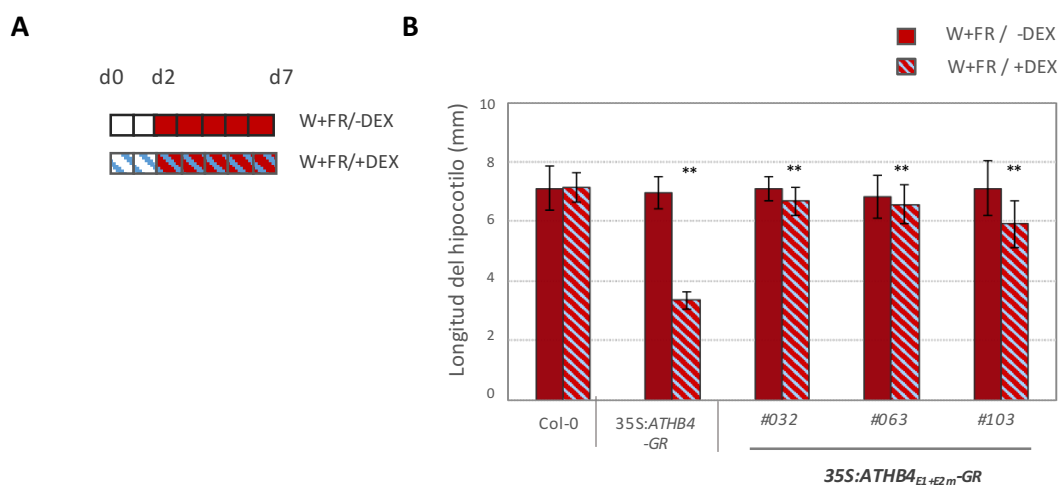 A
d0 d2 d7
W+FR/-DEX
W+FR/+DEX
B
W+FR / -DEX
W+FR / +DEX
Longitud del hipocotilo (mm)
10
8
6
4
2
0
** ** ** **
Col-0 35S:ATHB4 #032 #063 #103
-GR
35S:ATHB4E1+E2m-GR